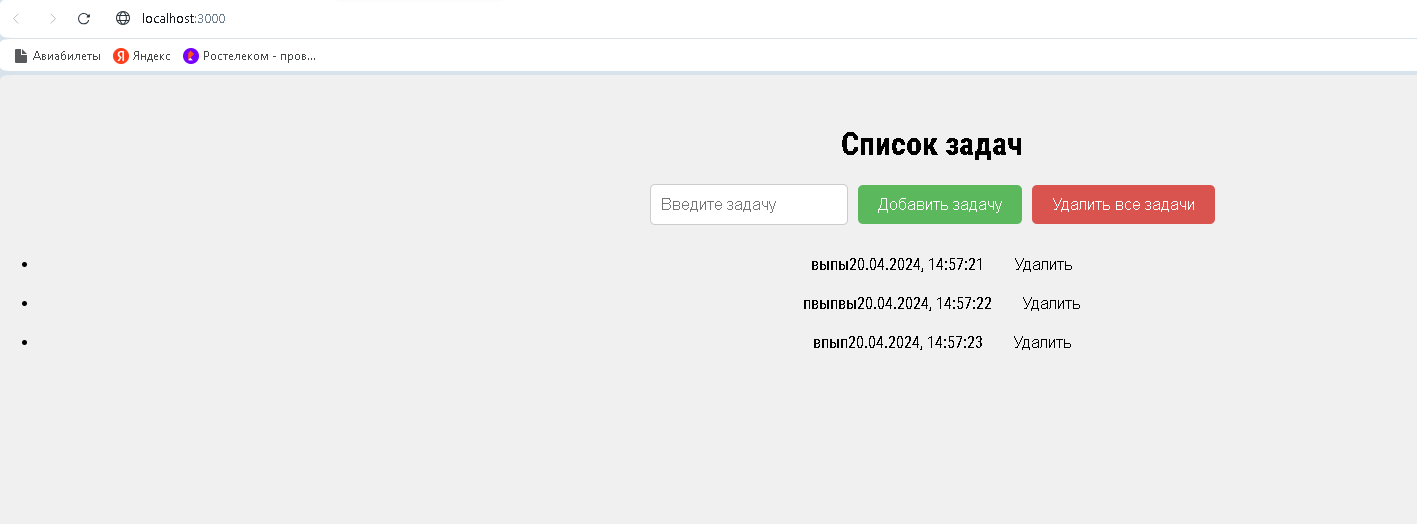 localhost:3000
Авиабилеты Яндекс Ростелеком - пров...
Список задач
Введите задачу Добавить задачу Удалить все задачи
выпы20.04.2024, 14:57:21 Удалить
пвыпвы20.04.2024, 14:57:22 Удалить
впып20.04.2024, 14:57:23 Удалить